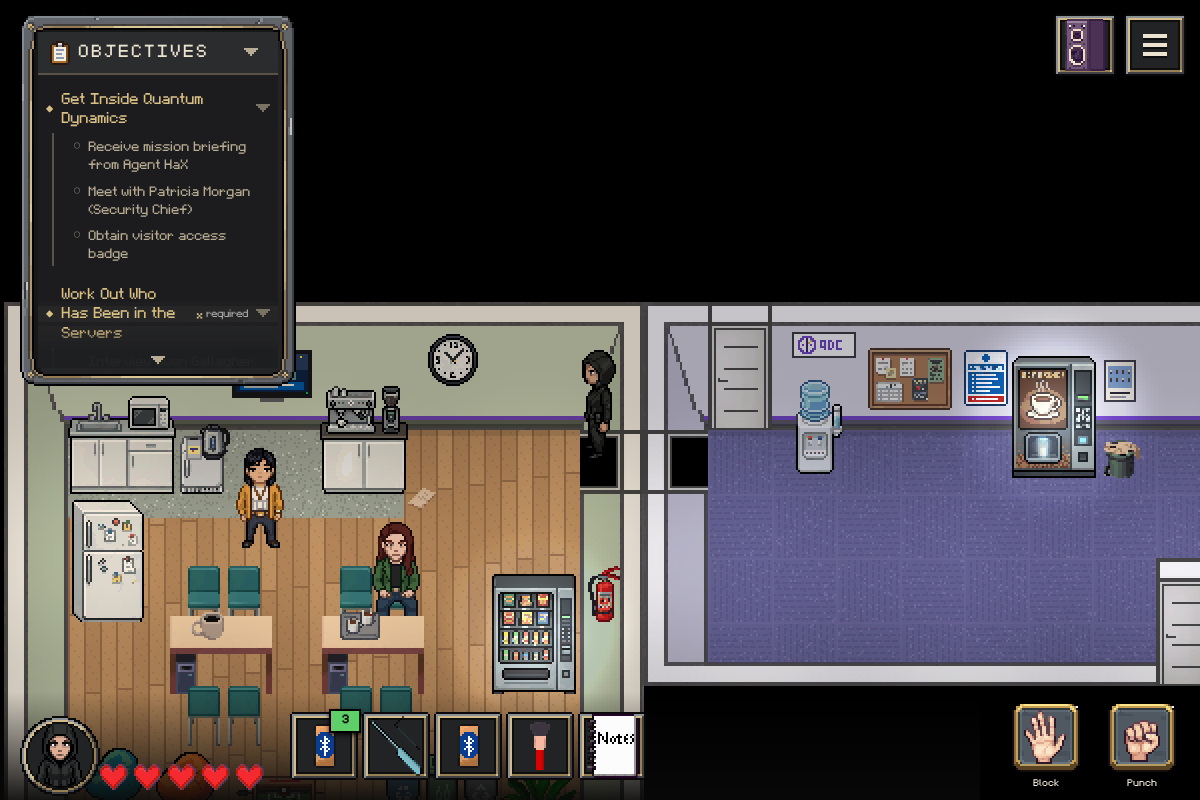 OBJECTIVES
Get Inside Quantum
Dynamics
Receive mission briefing
from Agent HaX
Meet with Patricia Morgan
(Security Chief)
Obtain visitor access
badge
Work Out Who
Has Been in the
Servers
x required
12
QDC
3
Notes
Block
Punch